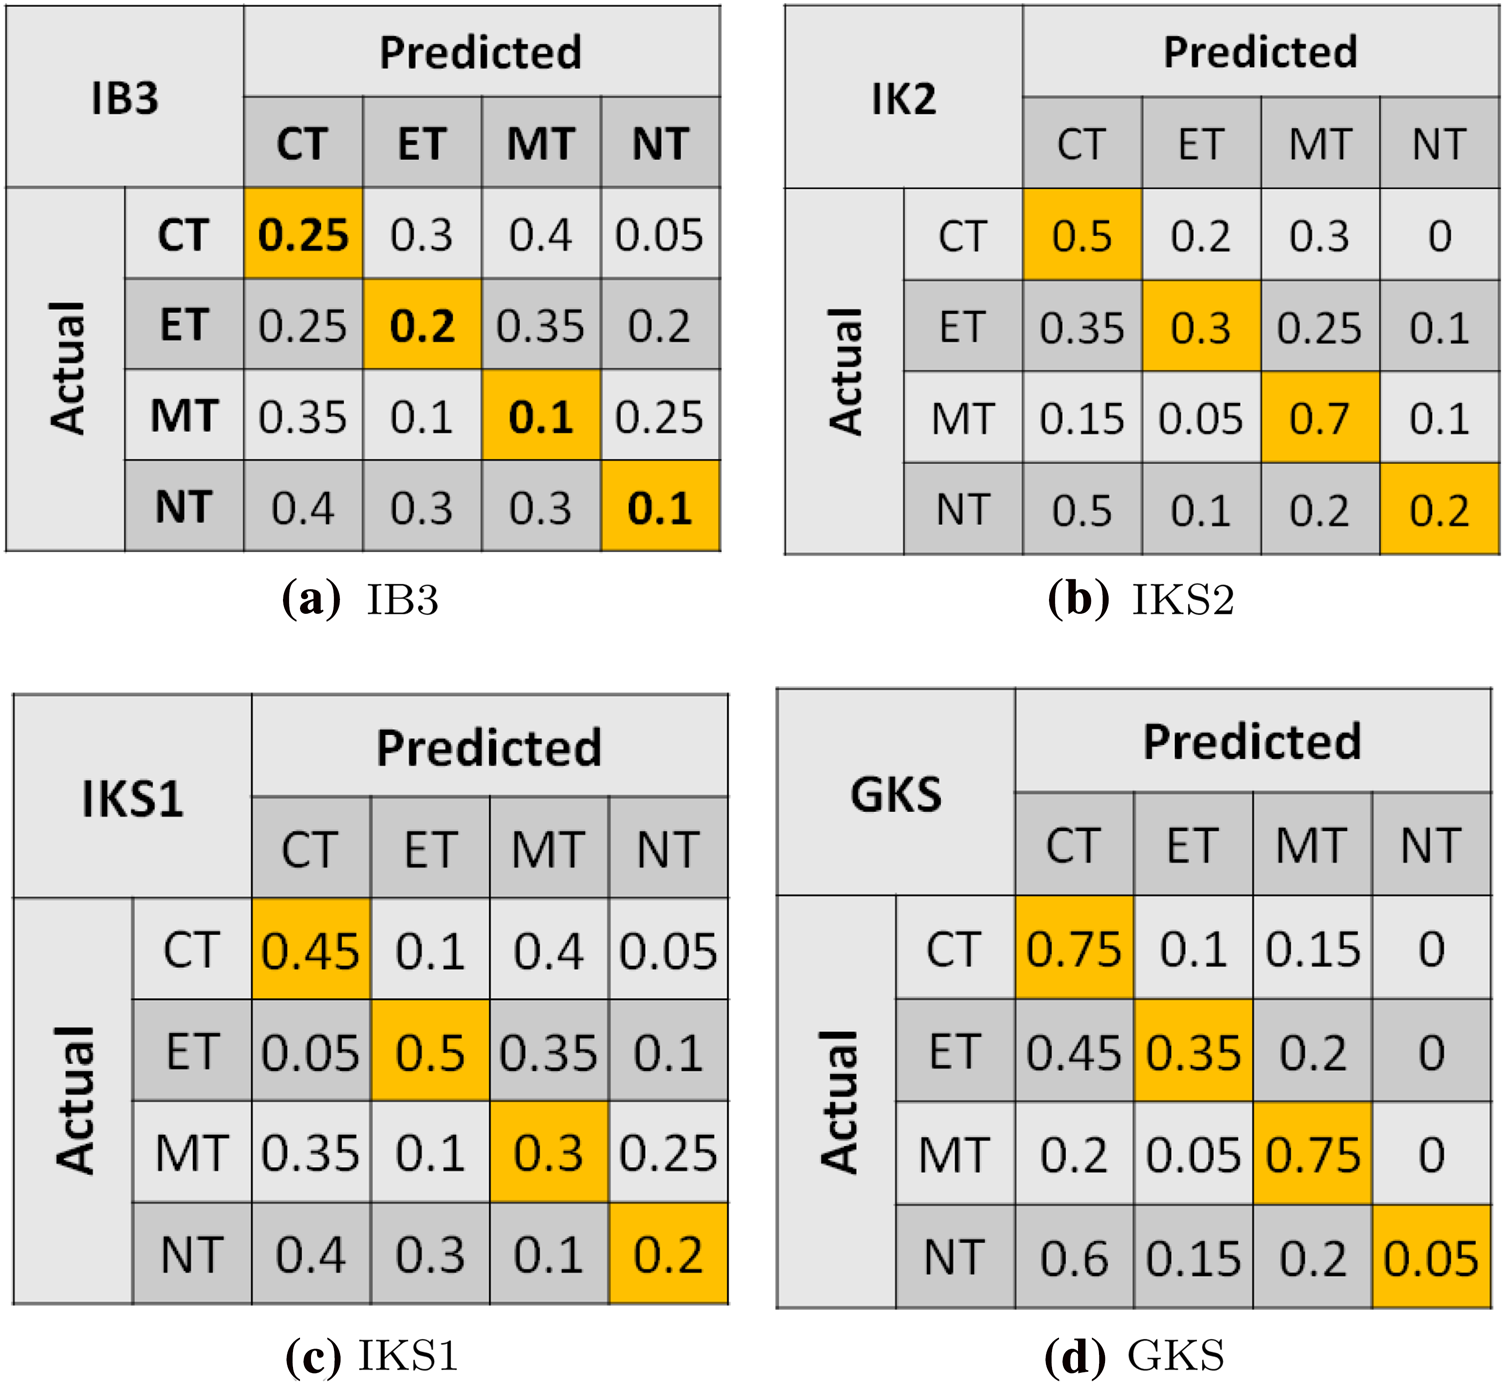 IB3 Predicted
CT ET MT NT
Actual
CT 0.25 0.3 0.4 0.05
ET 0.25 0.2 0.35 0.2
MT 0.35 0.1 0.1 0.25
NT 0.4 0.3 0.3 0.1
(a) IB3
IK2 Predicted
CT ET MT NT
Actual
CT 0.5 0.2 0.3 0
ET 0.35 0.3 0.25 0.1
MT 0.15 0.05 0.7 0.1
NT 0.5 0.1 0.2 0.2
(b) IKS2
IKS1 Predicted
CT ET MT NT
Actual
CT 0.45 0.1 0.4 0.05
ET 0.05 0.5 0.35 0.1
MT 0.35 0.1 0.3 0.25
NT 0.4 0.3 0.1 0.2
(c) IKS1
GKS Predicted
CT ET MT NT
Actual
CT 0.75 0.1 0.15 0
ET 0.45 0.35 0.2 0
MT 0.2 0.05 0.75 0
NT 0.6 0.15 0.2 0.05
(d) GKS